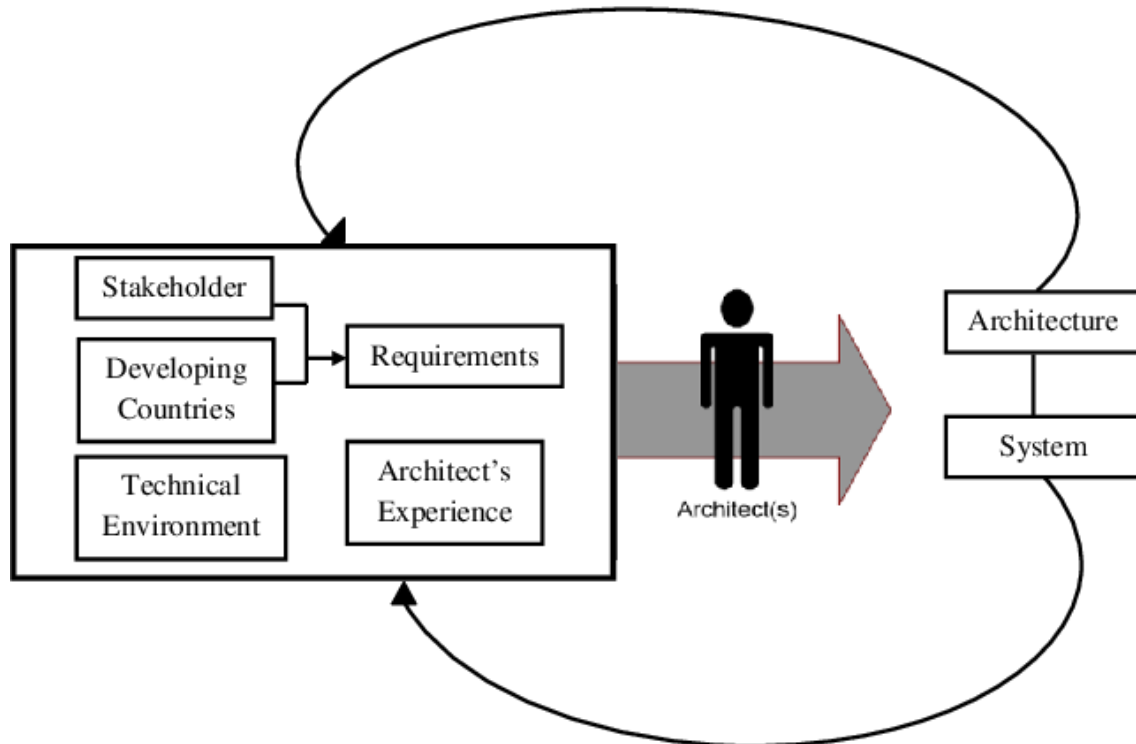 Stakeholder
Developing
Countries
Technical
Environment
Requirements
Architect’s
Experience
Architect(s)
Architecture
System